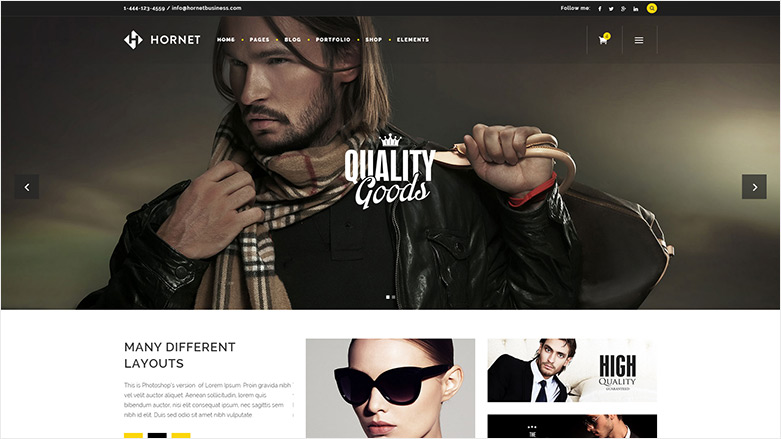 1-444-123-4559 / info@hornetbusiness.com
Follow me:
HORNET
HOME PAGES BLOG PORTFOLIO SHOP ELEMENTS
QUALITY
Goods
MANY DIFFERENT
LAYOUTS
This is Photoshop's version of Lorem Ipsum. Proin gravida nibh
vel velit auctor aliquet. Aenean sollicitudin, lorem quis
bibendum auctor, nisi elit consequat ipsum, nec sagittis sem
nibh id elit. Duis sed odio sit amet nibh vulputate
HIGH
QUALITY
GUARANTEED
THE